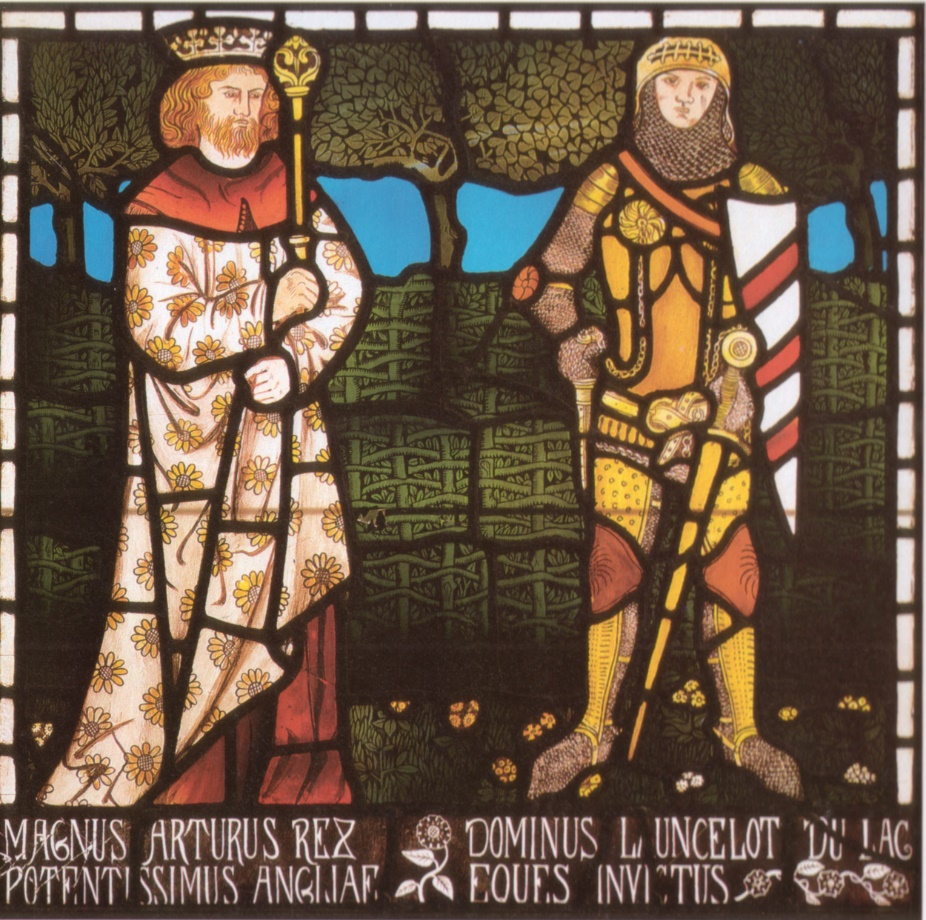 MAGNUS ARTURUS REX
POTENTISSIMUS ANGLIAE
DOMINUS LAUNCELOT DU LAC
EQUES INVICTUS